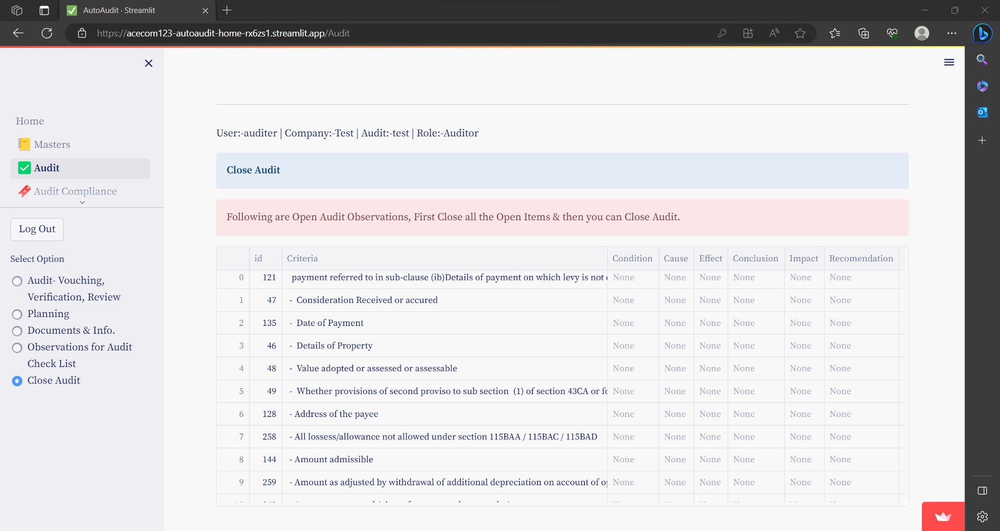 AutoAudit · Streamlit
https://acecom123-autoaudit-home-rx6zs1.streamlit.app/Audit
Home
Masters
Audit
Audit Compliance
Log Out
Select Option
Audit- Vouching,
Verification, Review
Planning
Documents & Info.
Observations for Audit
Check List
Close Audit
User:-auditer | Company:-Test | Audit:-test | Role:-Auditor
Close Audit
Following are Open Audit Observations, First Close all the Open Items & then you can Close Audit.
id Criteria Condition Cause Effect Conclusion Impact Recomendation
0 121 payment referred to in sub-clause (ib)Details of payment on which levy is not None None None None None None
1 47 - Consideration Received or accured None None None None None None
2 135 - Date of Payment None None None None None None
3 46 - Details of Property None None None None None None
4 48 - Value adopted or assessed or assessable None None None None None None
5 49 - Whether provisions of second proviso to sub section (1) of section 43CA or None None None None None None
6 128 - Address of the payee None None None None None None
7 258 - All lossess/allowance not allowed under section 115BAA / 115BAC / 115BAD None None None None None None
8 144 - Amount admissible None None None None None None
9 259 - Amount as adjusted by withdrawal of additional depreciation on account of None None None None None None